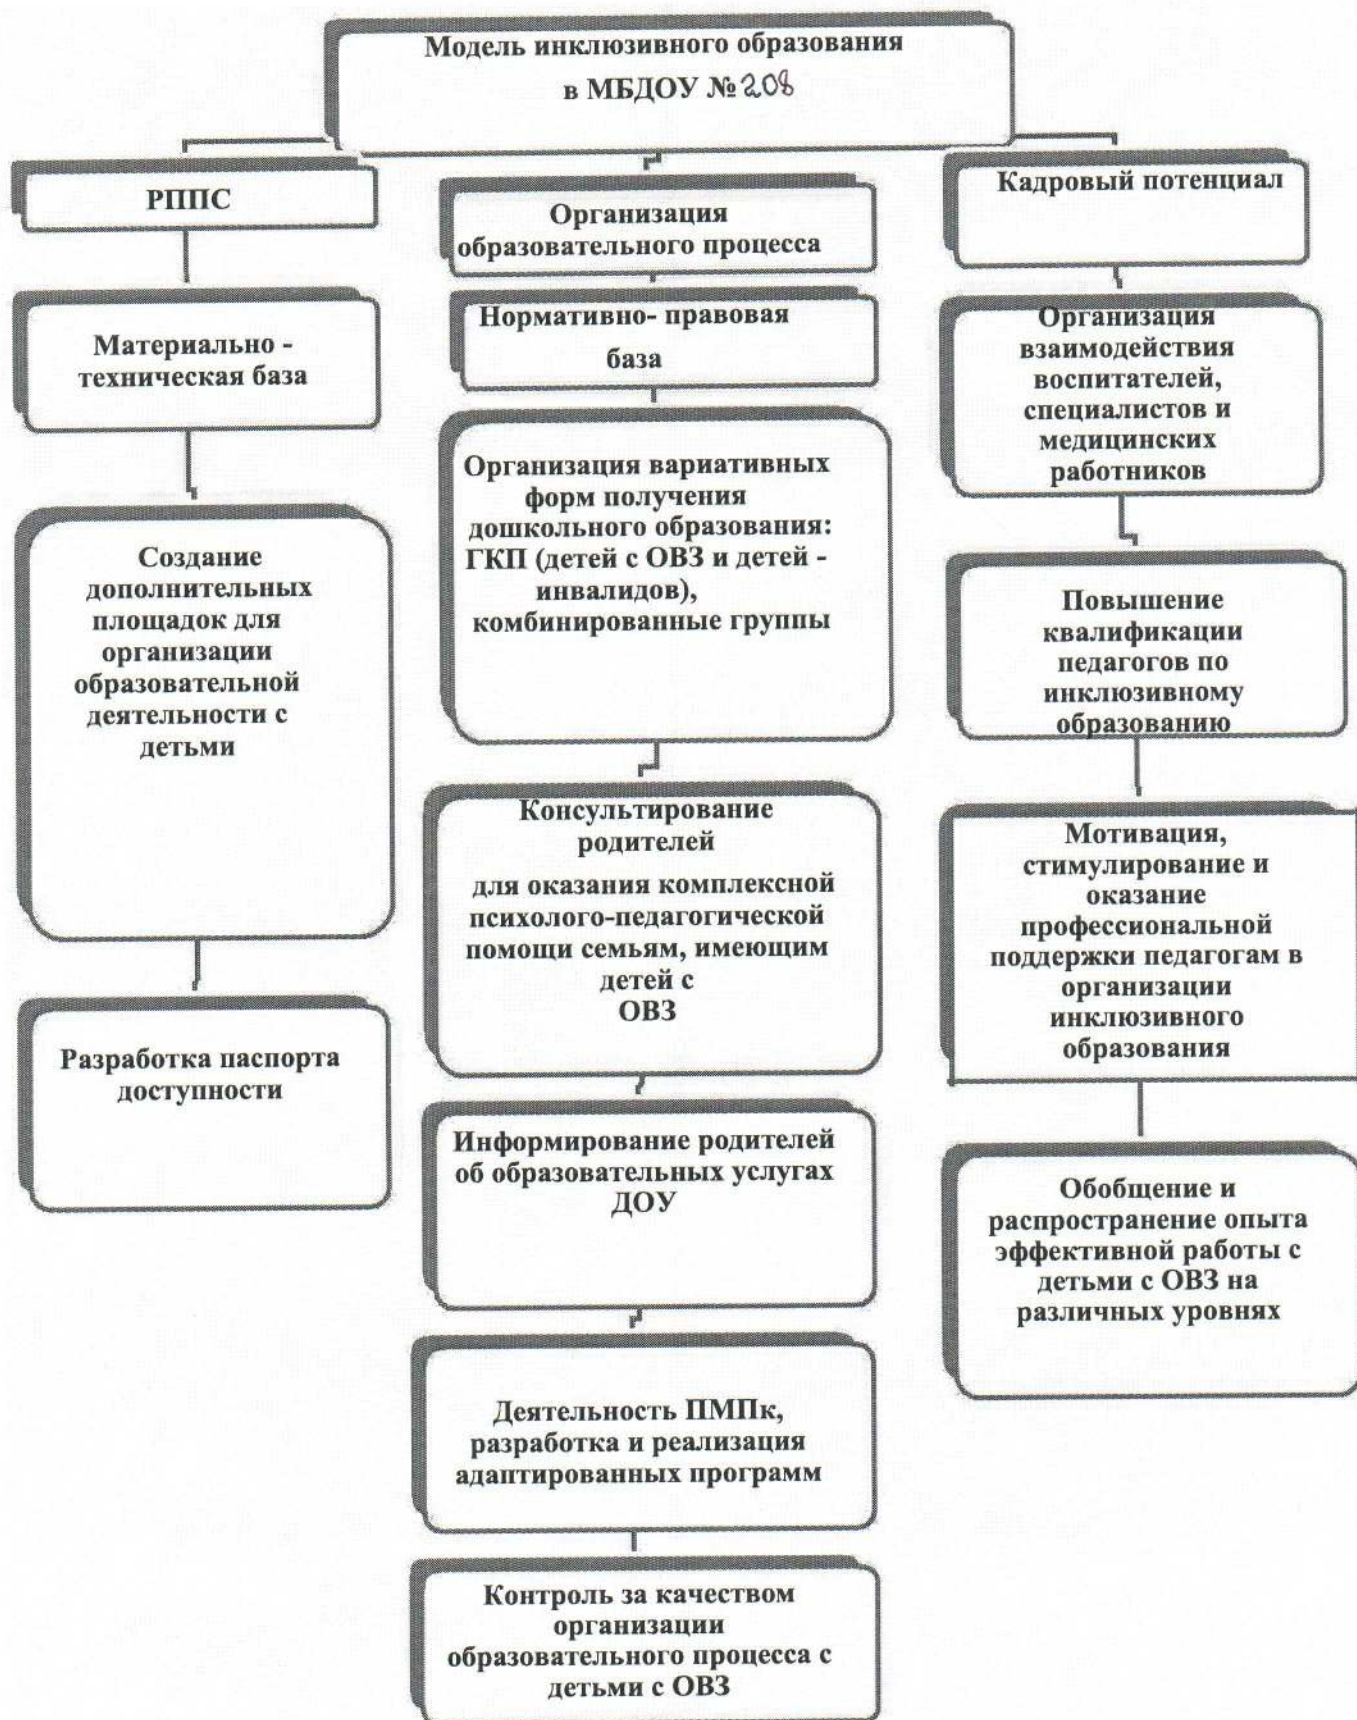 Модель инклюзивного образования
в МБДОУ №208
РППС
Материально -
техническая база
Создание
дополнительных
площадок для
организации
образовательной
деятельности с
детьми
Разработка паспорта
доступности
Организация
образовательного процесса
Нормативно- правовая
база
Организация вариативных
форм получения
дошкольного образования:
ГКП (детей с ОВЗ и детей -
инвалидов),
комбинированные группы
Консультирование
родителей
для оказания комплексной
психолого-педагогической
помощи семьям, имеющим
детей с
ОВЗ
Информирование родителей
об образовательных услугах
ДОУ
Деятельность ПМПк,
разработка и реализация
адаптированных программ
Контроль за качеством
организации
образовательного процесса с
детьми с ОВЗ
Кадровый потенциал
Организация
взаимодействия
воспитателей,
специалистов и
медицинских
работников
Повышение
квалификации
педагогов по
инклюзивному
образованию
Мотивация,
стимулирование и
оказание
профессиональной
поддержки педагогам в
организации
инклюзивного
образования
Обобщение и
распространение опыта
эффективной работы с
детьми с ОВЗ на
различных уровнях